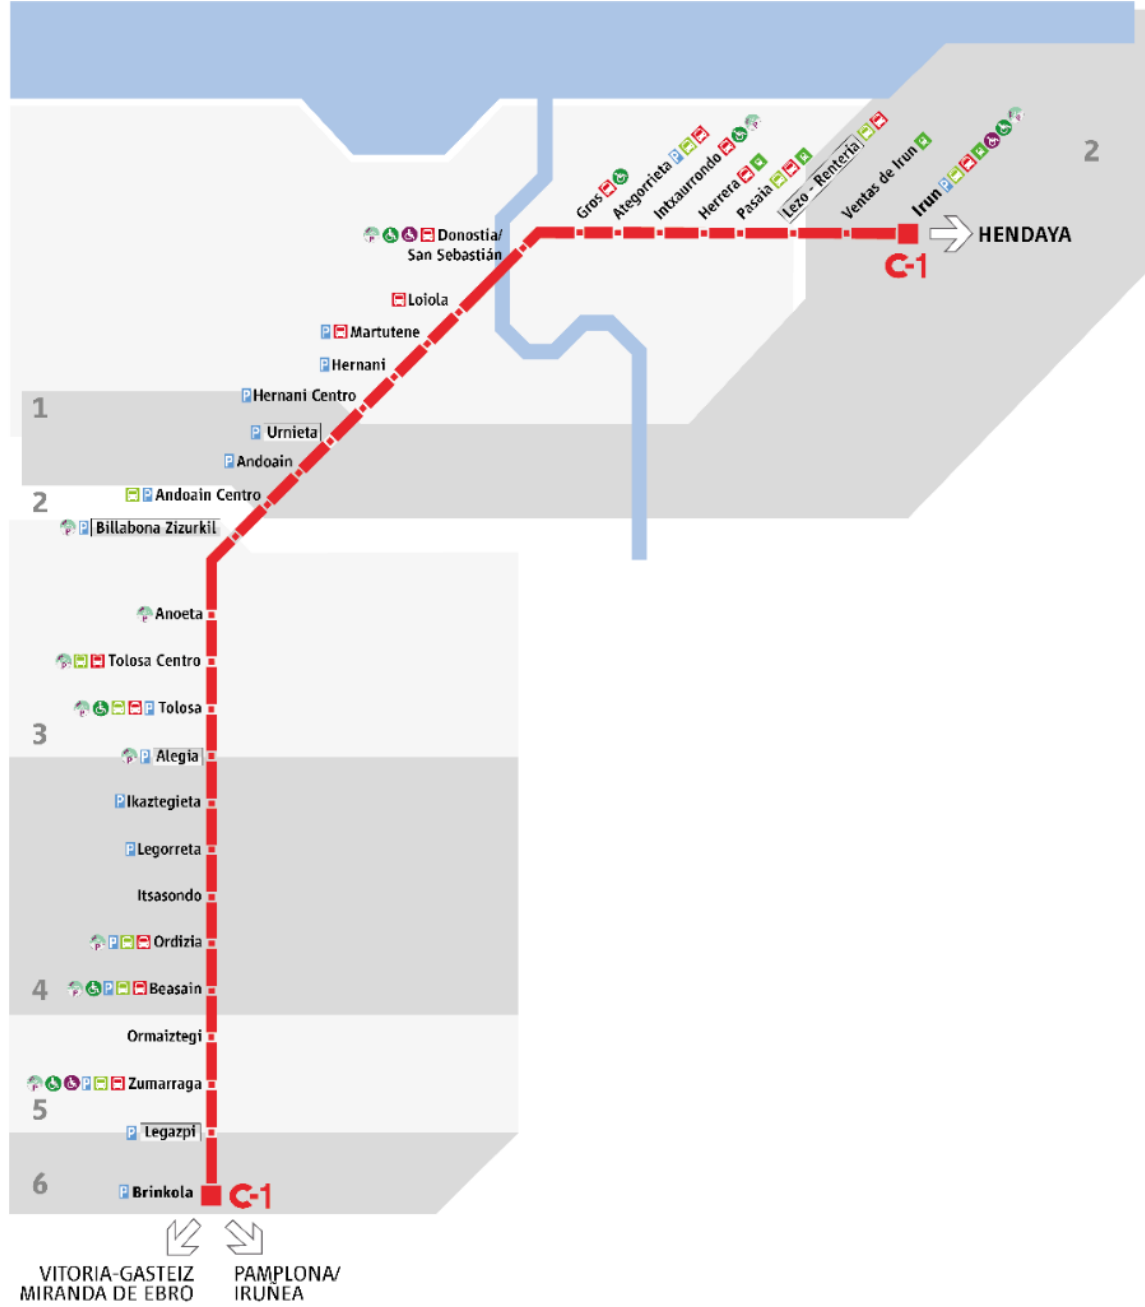 Gros
Ategorrieta
Intxaurrondo
Herrera
Pasaia
Lezo - Renteria
Ventas de Irun
Irun
2
HENDAYA
C-1
Donostia/
San Sebastián
Loiola
Martutene
Hernani
Hernani Centro
1
Urnieta
Andoain
2
Andoain Centro
Billabona Zizurkil
Anoeta
Tolosa Centro
Tolosa
3
Alegia
Ikaztegieta
Legorreta
Itsasondo
Ordizia
4
Beasain
Ormaiztegi
Zumarraga
5
Legazpi
6
Brinkola
C-1
VITORIA-GASTEIZ
MIRANDA DE EBRO
PAMPLONA/
IRUÑEA